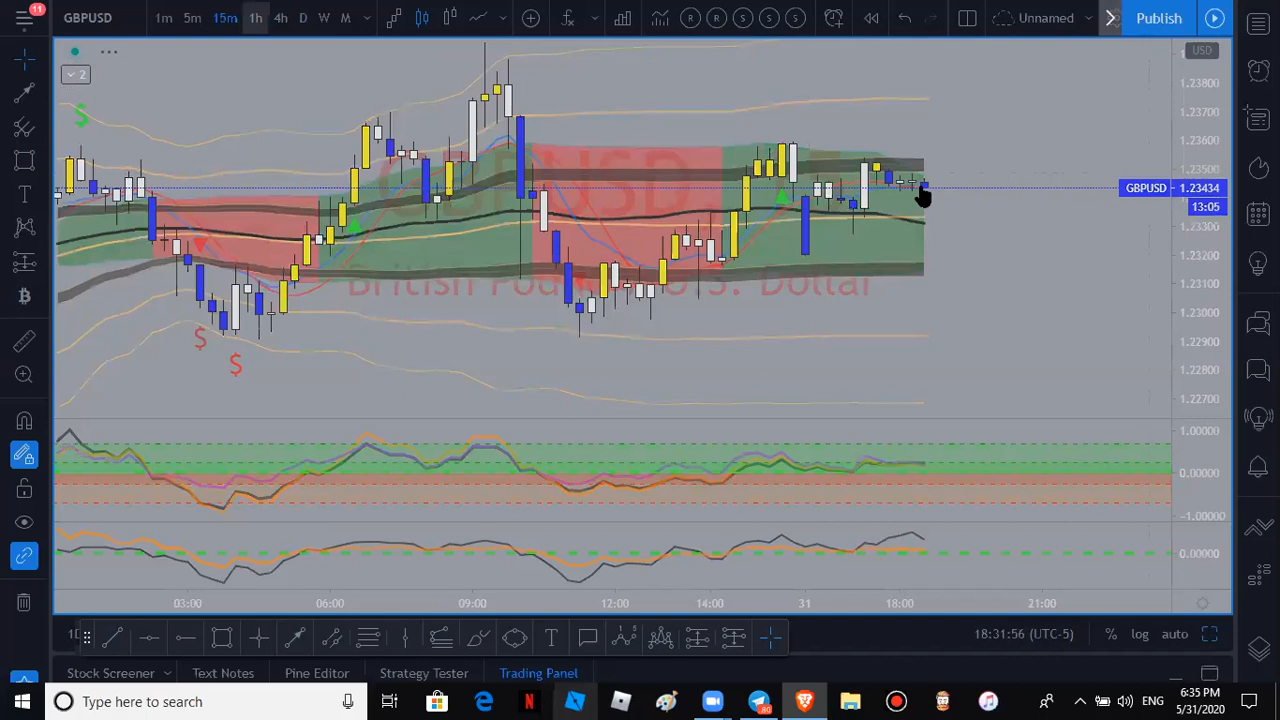 11
GBPUSD
1m 5m 15m 1h 4h D W M
R R S S
Unnamed
Publish
USD
2
1.23800
1.23700
1.23600
1.23500
GBPUSD 1.23434
13:05
1.23300
1.23200
1.23100
1.23000
1.22900
1.22800
1.22700
GBPUSD
British Pound / U.S. Dollar
$
$
$
1.00000
0.00000
−1.00000
0.00000
03:00 06:00 09:00 12:00 14:00 31 18:00 21:00
18:31:56 (UTC-5) % log auto
Stock Screener Text Notes Pine Editor Strategy Tester Trading Panel
Type here to search
80
ENG
6:35 PM
5/31/2020